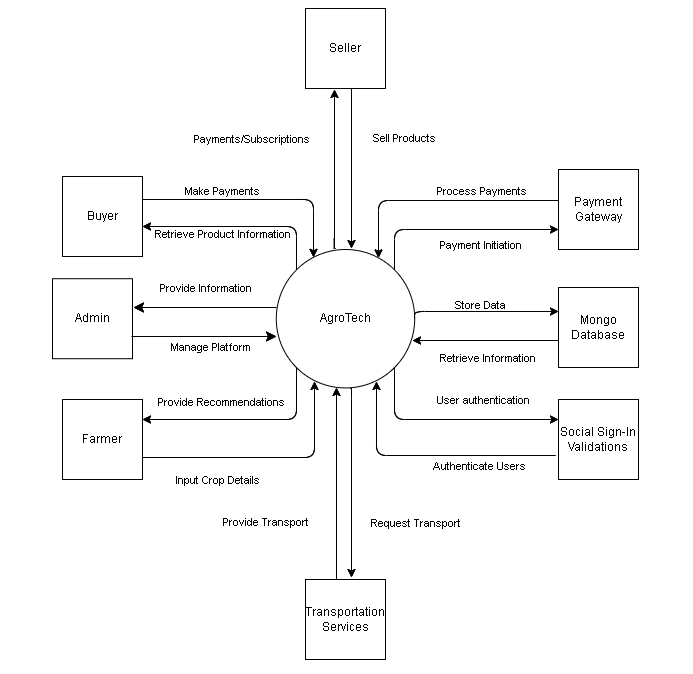 Seller
Payments/Subscriptions
Sell Products
Buyer
Make Payments
Retrieve Product Information
Process Payments
Payment
Gateway
Payment Initiation
Admin
Provide Information
Manage Platform
AgroTech
Store Data
Mongo
Database
Retrieve Information
Farmer
Provide Recommendations
Input Crop Details
User authentication
Social Sign-In
Validations
Authenticate Users
Provide Transport
Request Transport
Transportation
Services